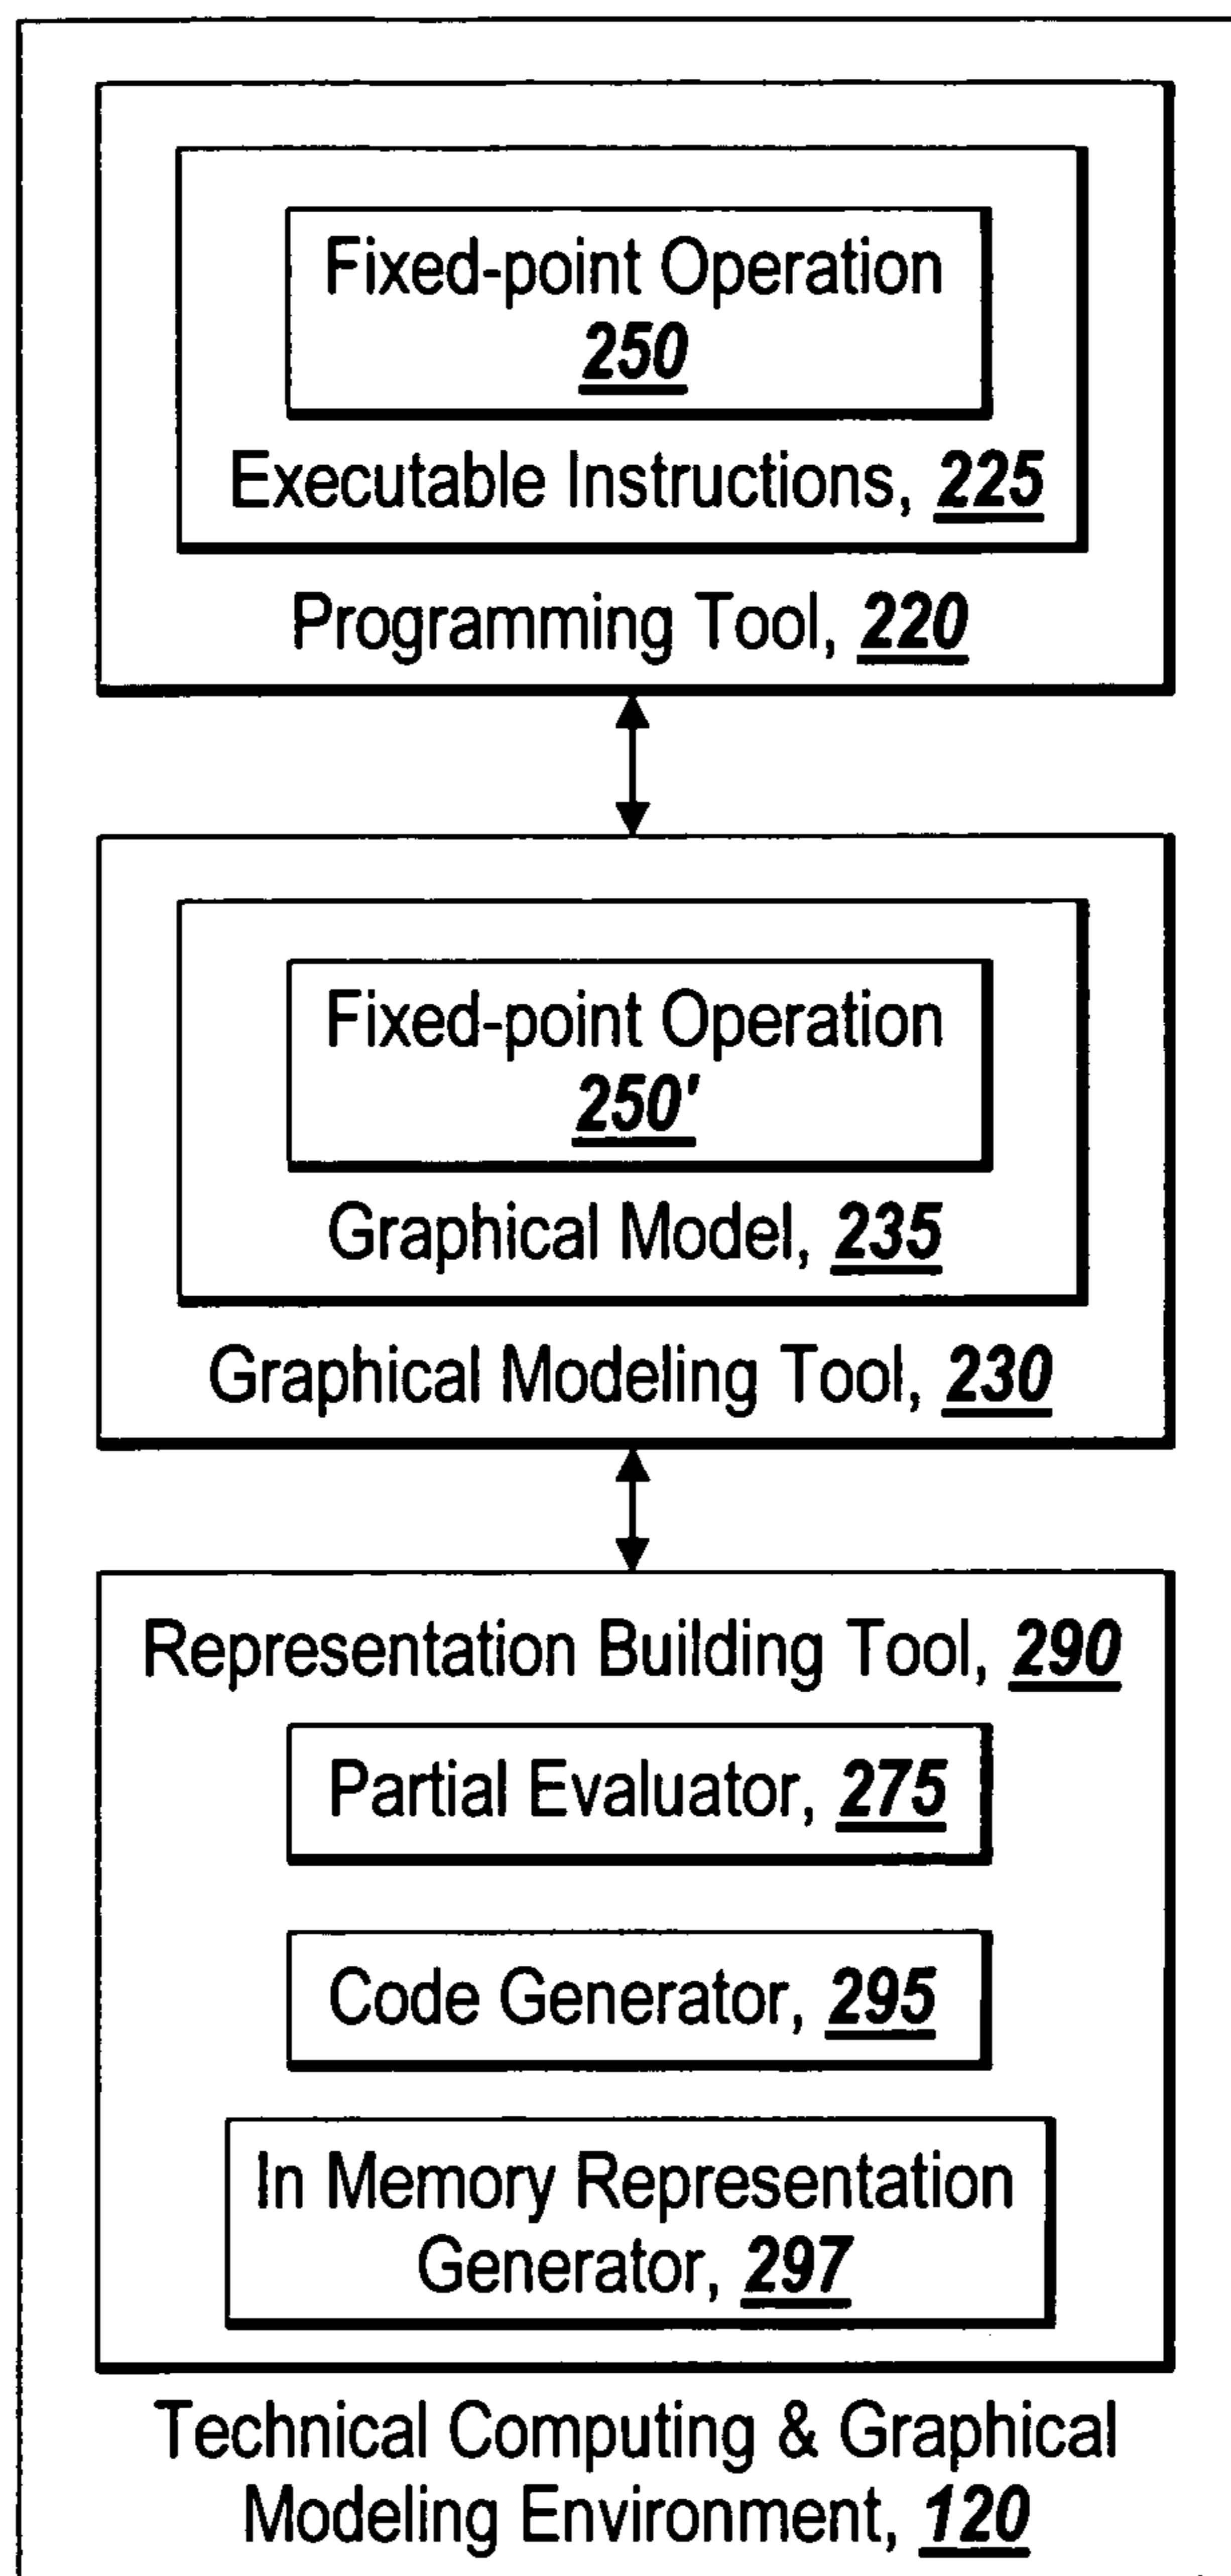 Fixed-point Operation
250
Executable Instructions, 225
Programming Tool, 220
Fixed-point Operation
250'
Graphical Model, 235
Graphical Modeling Tool, 230
Representation Building Tool, 290
Partial Evaluator, 275
Code Generator, 295
In Memory Representation
Generator, 297
Technical Computing & Graphical
Modeling Environment, 120